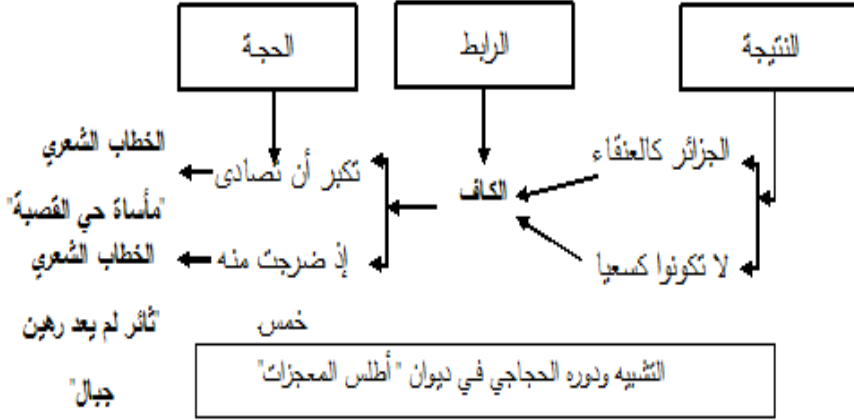 النتيجة
الرابط
الحجة
الجزائر كالعنقاء
لا تكونوا كسعيا
الكاف
تكبر أن تصادى
إذ ضرجت منه
خمس.
الخطاب الشعري
"مأساة حي القصبة"
الخطاب الشعري
"ثائر لم يعد رهين
جبال"
التشبيه ودوره الحجاجي في ديوان " أطلس المعجزات"